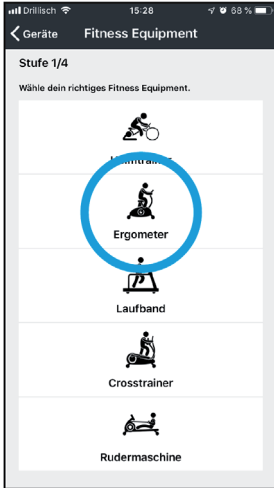 Drillisch 15:28 68 %
Geräte Fitness Equipment
Stufe 1/4
Wähle dein richtiges Fitness Equipment.
Ergometer
Laufband
Crosstrainer
Rudermaschine